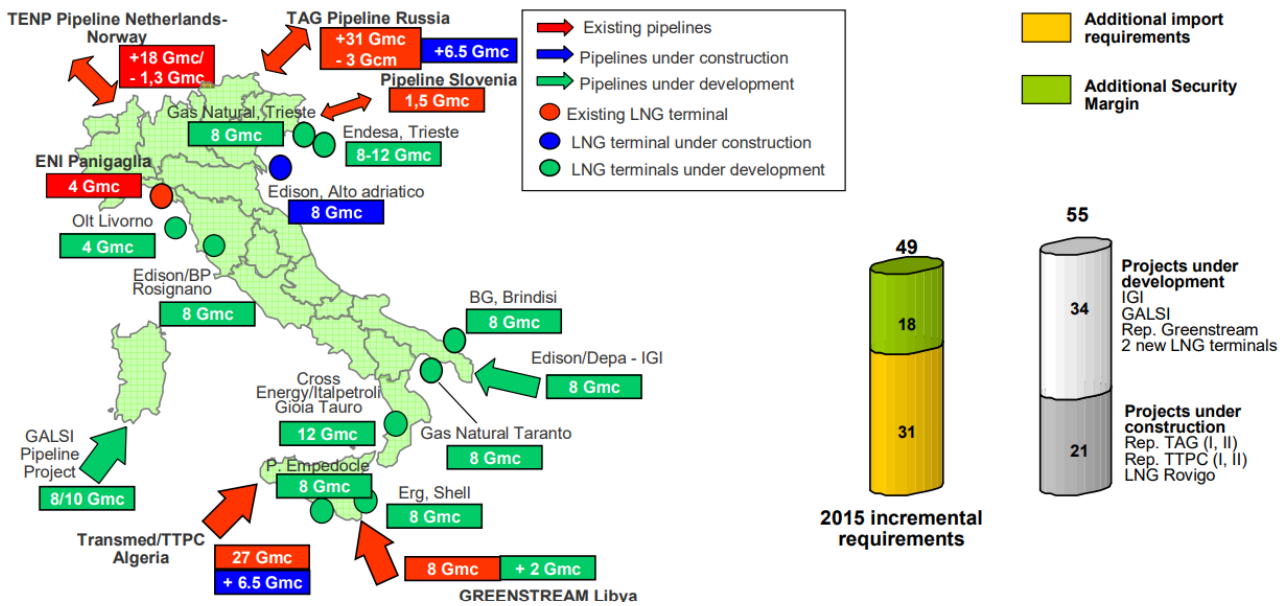 TENP Pipeline Netherlands-
Norway
+18 Gmc/
- 1,3 Gmc
TAG Pipeline Russia
+31 Gmc
- 3 Gcm
+6.5 Gmc
Pipeline Slovenia
1,5 Gmc
Gas Natural, Trieste
8 Gmc
Endesa, Trieste
8-12 Gmc
ENI Panigaglia
4 Gmc
Edison, Alto adriatico
8 Gmc
Olt Livorno
4 Gmc
Edison/BP
Rosignano
8 Gmc
BG, Brindisi
8 Gmc
Edison/Depa - IGI
8 Gmc
Cross
Energy/Italpetroli
Gioia Tauro
12 Gmc
Gas Natural Taranto
8 Gmc
GALSI
Pipeline
Project
8/10 Gmc
P. Empedocle
8 Gmc
Erg, Shell
8 Gmc
Transmed/TTPC
Algeria
27 Gmc
+ 6.5 Gmc
8 Gmc
+ 2 Gmc
GREENSTREAM Libya
Existing pipelines
Pipelines under construction
Pipelines under development
Existing LNG terminal
LNG terminal under construction
LNG terminals under development
Additional import
requirements
Additional Security
Margin
49
18
31
2015 incremental
requirements
55
34
21
Projects under
development
IGI
GALSI
Rep. Greenstream
2 new LNG terminals
Projects under
construction
Rep. TAG (I, II)
Rep. TTPC (I, II)
LNG Rovigo